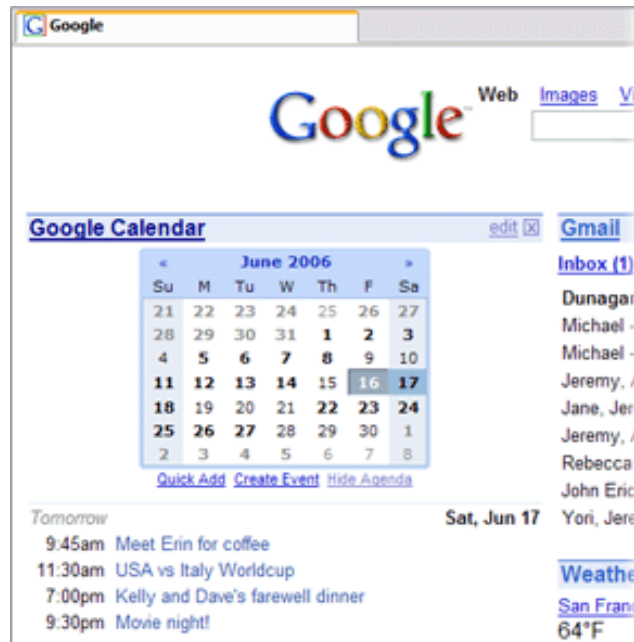 Google
Google™
Web Images
Google Calendar edit
« June 2006 »
Su M Tu W Th F Sa
21 22 23 24 25 26 27
28 29 30 31 1 2 3
4 5 6 7 8 9 10
11 12 13 14 15 16 17
18 19 20 21 22 23 24
25 26 27 28 29 30 1
2 3 4 5 6 7 8
Quick Add Create Event Hide Agenda
Tomorrow Sat, Jun 17
9:45am Meet Erin for coffee
11:30am USA vs Italy Worldcup
7:00pm Kelly and Dave's farewell dinner
9:30pm Movie night!
Gmail
Inbox (1)
Michael -
Michael -
Jeremy,
Jane,
Jeremy,
Rebecca
John
Yori,
San
64°F